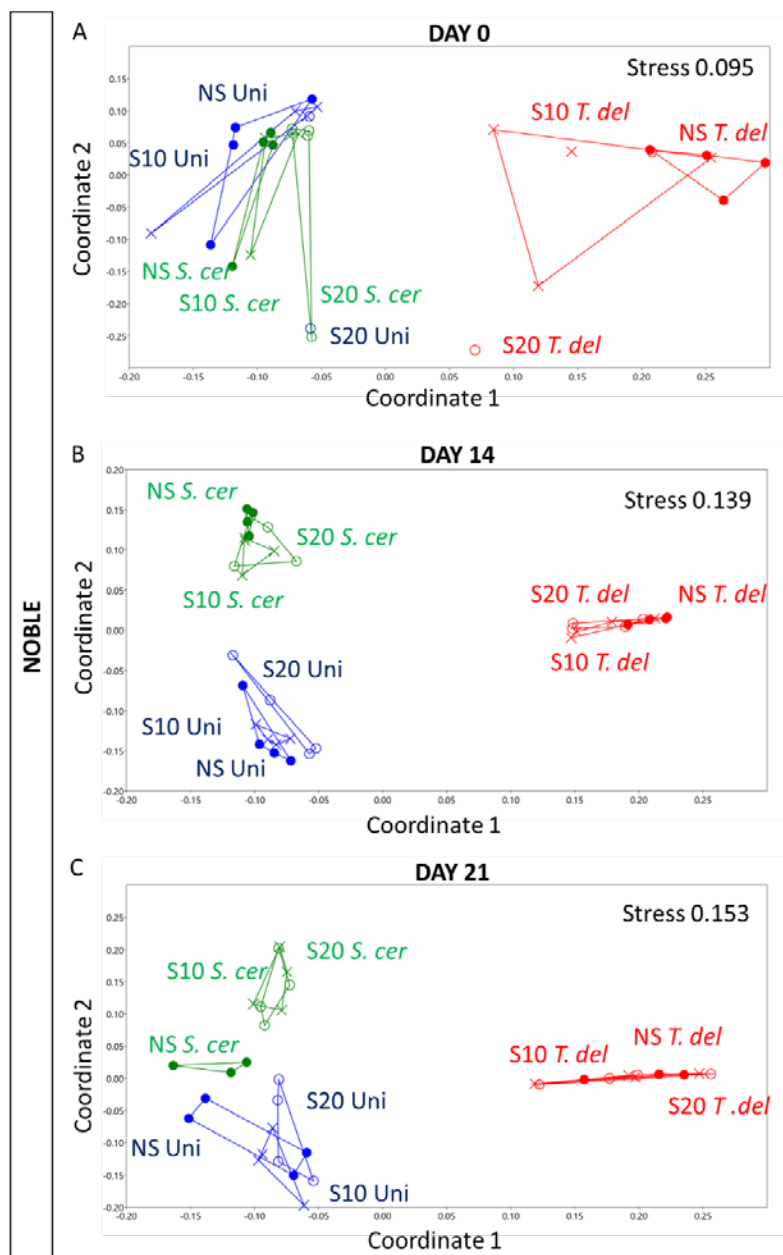 NOBLE
A
DAY 0
Stress 0.095
NS Uni
S10 Uni
NS S. cer
S10 S. cer
S20 S. cer
S20 Uni
S10 T. del
NS T. del
S20 T. del
Coordinate 2
0.15
0.10
0.05
0.00
-0.05
-0.10
-0.15
-0.20
-0.25
-0.20 -0.15 -0.10 -0.05 0.00 0.05 0.10 0.15 0.20 0.25
Coordinate 1
B
DAY 14
Stress 0.139
NS S. cer
S20 S. cer
S10 S. cer
S20 Uni
S10 Uni
NS Uni
S20 T. del
NS T. del
S10 T. del
Coordinate 2
0.20
0.15
0.10
0.05
0.00
-0.05
-0.10
-0.15
-0.20
-0.20 -0.15 -0.10 -0.05 0.00 0.05 0.10 0.15 0.20 0.25
Coordinate 1
C
DAY 21
Stress 0.153
S20 S. cer
S10 S. cer
NS S. cer
S20 Uni
NS Uni
S10 Uni
NS T. del
S10 T. del
S20 T .del
Coordinate 2
0.25
0.20
0.15
0.10
0.05
0.00
-0.05
-0.10
-0.15
-0.20
-0.20 -0.15 -0.10 -0.05 0.00 0.05 0.10 0.15 0.20 0.25
Coordinate 1